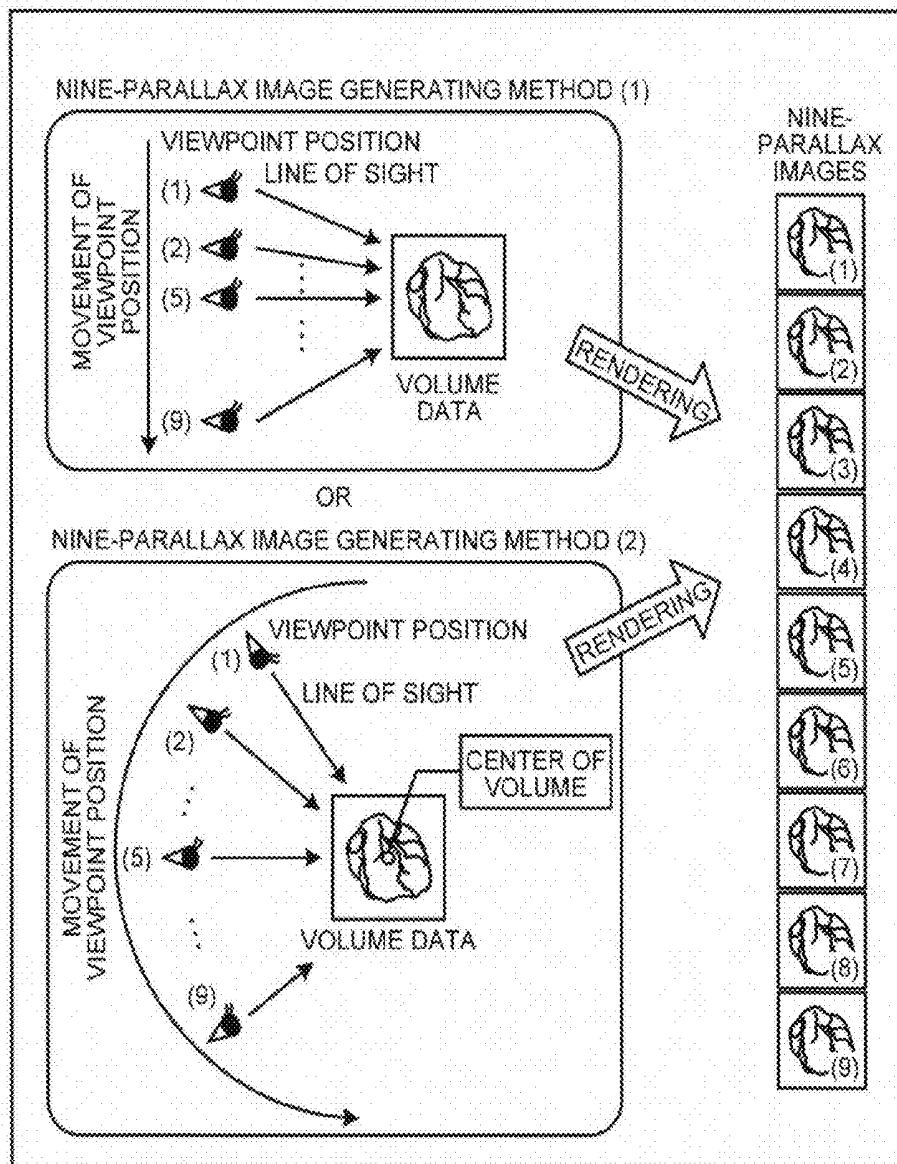 NINE-PARALLAX IMAGE GENERATING METHOD (1)
VIEWPOINT POSITION
LINE OF SIGHT
MOVEMENT OF
VIEWPOINT
POSITION
(1)
(2)
(5)
(9)
VOLUME
DATA
RENDERING
OR
NINE-PARALLAX IMAGE GENERATING METHOD (2)
VIEWPOINT POSITION
LINE OF SIGHT
MOVEMENT OF
VIEWPOINT POSITION
(1)
(2)
(5)
(9)
CENTER OF
VOLUME
VOLUME DATA
RENDERING
NINE-
PARALLAX
IMAGES
(1)
(2)
(3)
(4)
(5)
(6)
(7)
(8)
(9)